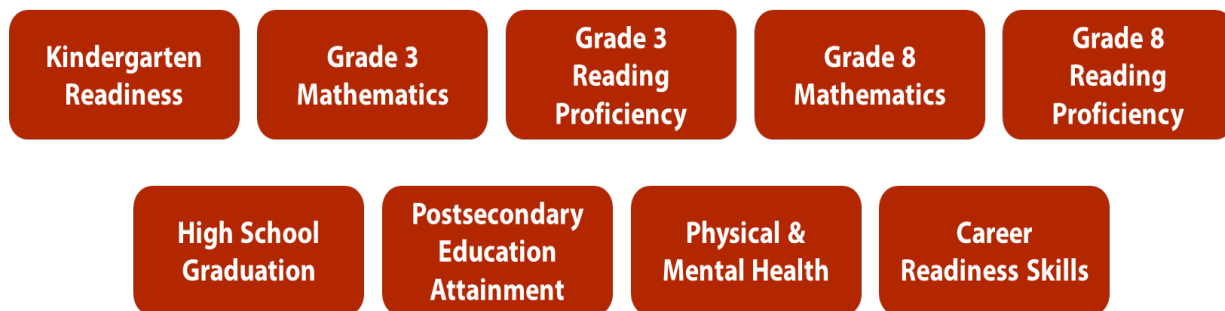 Kindergarten
Readiness
Grade 3
Mathematics
Grade 3
Reading
Proficiency
Grade 8
Mathematics
Grade 8
Reading
Proficiency
High School
Graduation
Postsecondary
Education
Attainment
Physical &
Mental Health
Career
Readiness Skills